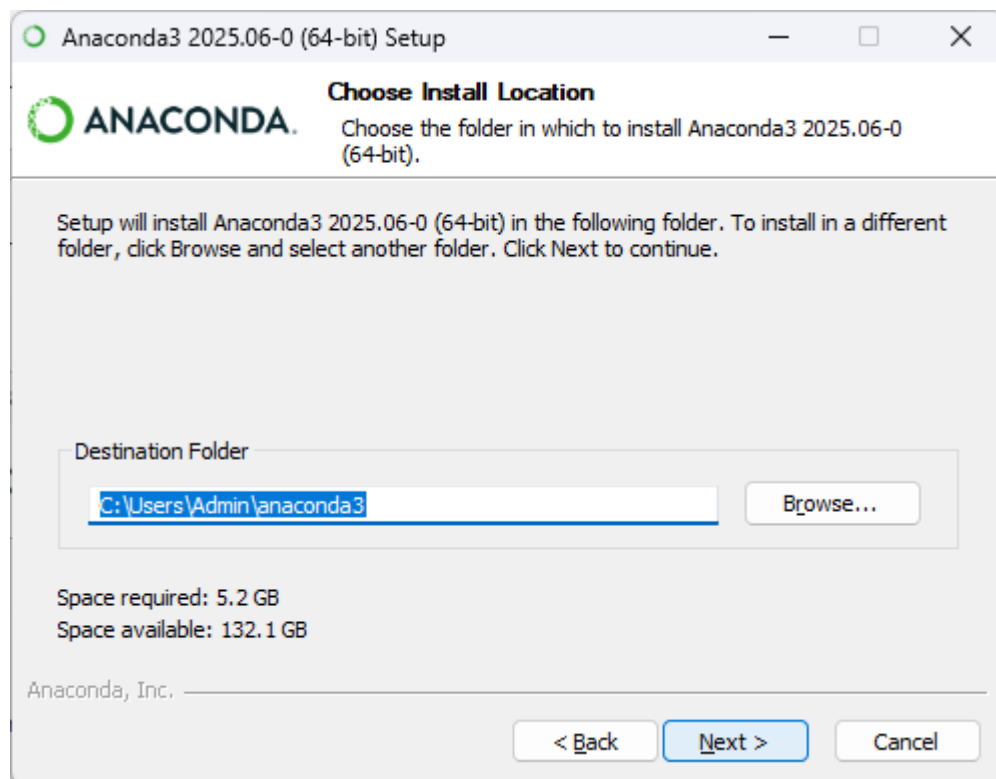 Anaconda3 2025.06-0 (64-bit) Setup
ANACONDA.
Choose Install Location
Choose the folder in which to install Anaconda3 2025.06-0
(64-bit).
Setup will install Anaconda3 2025.06-0 (64-bit) in the following folder. To install in a different
folder, click Browse and select another folder. Click Next to continue.
Destination Folder
C:\Users\Admin\anaconda3
Browse...
Space required: 5.2 GB
Space available: 132.1 GB
Anaconda, Inc.
< Back
Next >
Cancel